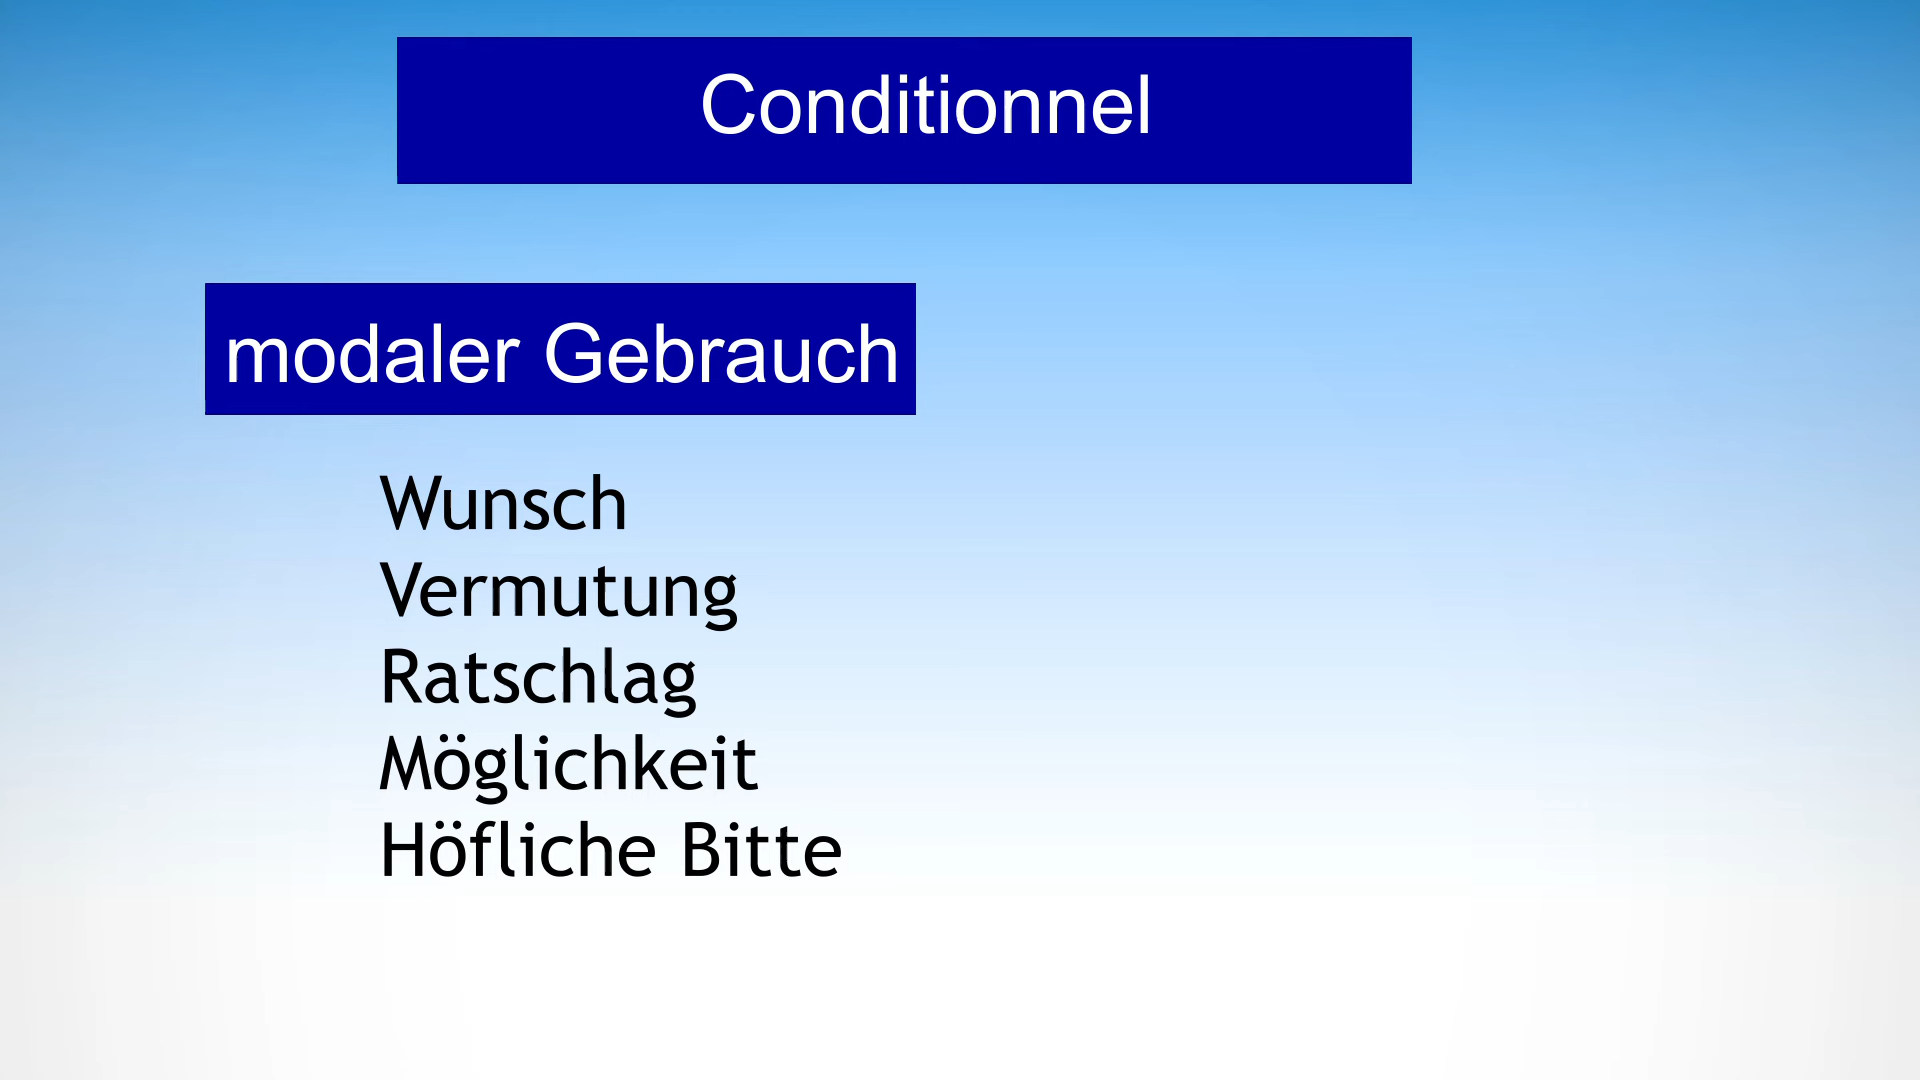 Conditionnel
modaler Gebrauch
Wunsch
Vermutung
Ratschlag
Möglichkeit
Höfliche Bitte